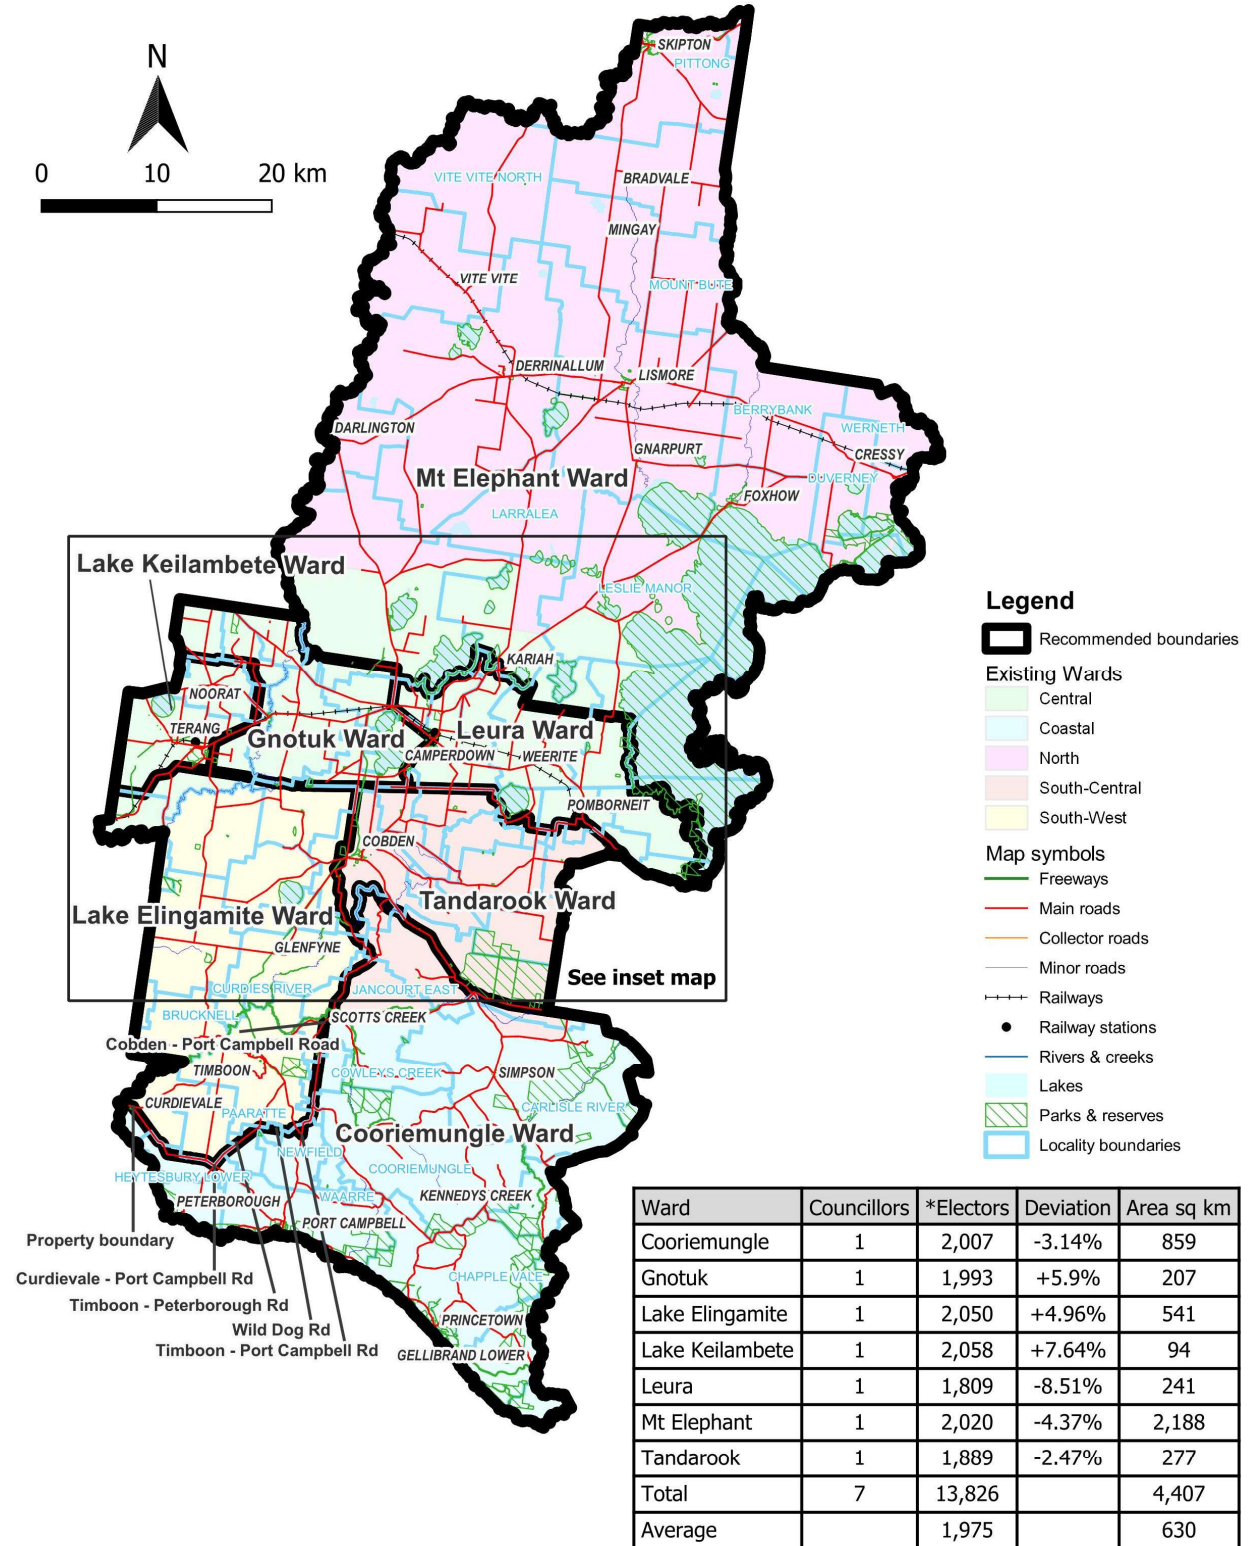 N
0 10 20 km
SKIPTON
PITTONG
VITE VITE NORTH
BRADVALE
MINGAY
VITE VITE
MOUNT BUTE
DERRINALLUM
LISMORE
BERRYBANK
DARLINGTON
WERNETH
GNARPURT
CRESSY
Mt Elephant Ward
DUVERNEY
FOXHOW
LARRALEA
Lake Keilambete Ward
LESLIE MANOR
KARIAH
NOORAT
TERANG
Gnotuk Ward
Leura Ward
CAMPERDOWN
WEERITE
POMBORNEIT
COBDEN
Tandarook Ward
Lake Elingamite Ward
GLENFYNE
See inset map
CURDIES RIVER
JANCOURT EAST
BRUCKNELL
SCOTTS CREEK
Cobden - Port Campbell Road
TIMBOON
COWLEYS CREEK
SIMPSON
CURDIEVALE
PAARATTE
CARLISLE RIVER
Cooriemungle Ward
NEWFIELD
COORIEMUNGLE
HEYTESBURY LOWER
WAARRE
KENNEDYS CREEK
PETERBOROUGH
PORT CAMPBELL
Property boundary
Curdievale - Port Campbell Rd
CHAPPLE VALE
Timboon - Peterborough Rd
PRINCETOWN
Wild Dog Rd
Timboon - Port Campbell Rd
GELLIBRAND LOWER
Legend
Recommended boundaries
Existing Wards
Central
Coastal
North
South-Central
South-West
Map symbols
Freeways
Main roads
Collector roads
Minor roads
Railways
Railway stations
Rivers & creeks
Lakes
Parks & reserves
Locality boundaries
Ward Councillors *Electors Deviation Area sq km
Cooriemungle 1 2,007 -3.14% 859
Gnotuk 1 1,993 +5.9% 207
Lake Elingamite 1 2,050 +4.96% 541
Lake Keilambete 1 2,058 +7.64% 94
Leura 1 1,809 -8.51% 241
Mt Elephant 1 2,020 -4.37% 2,188
Tandarook 1 1,889 -2.47% 277
Total 7 13,826 4,407
Average 1,975 630